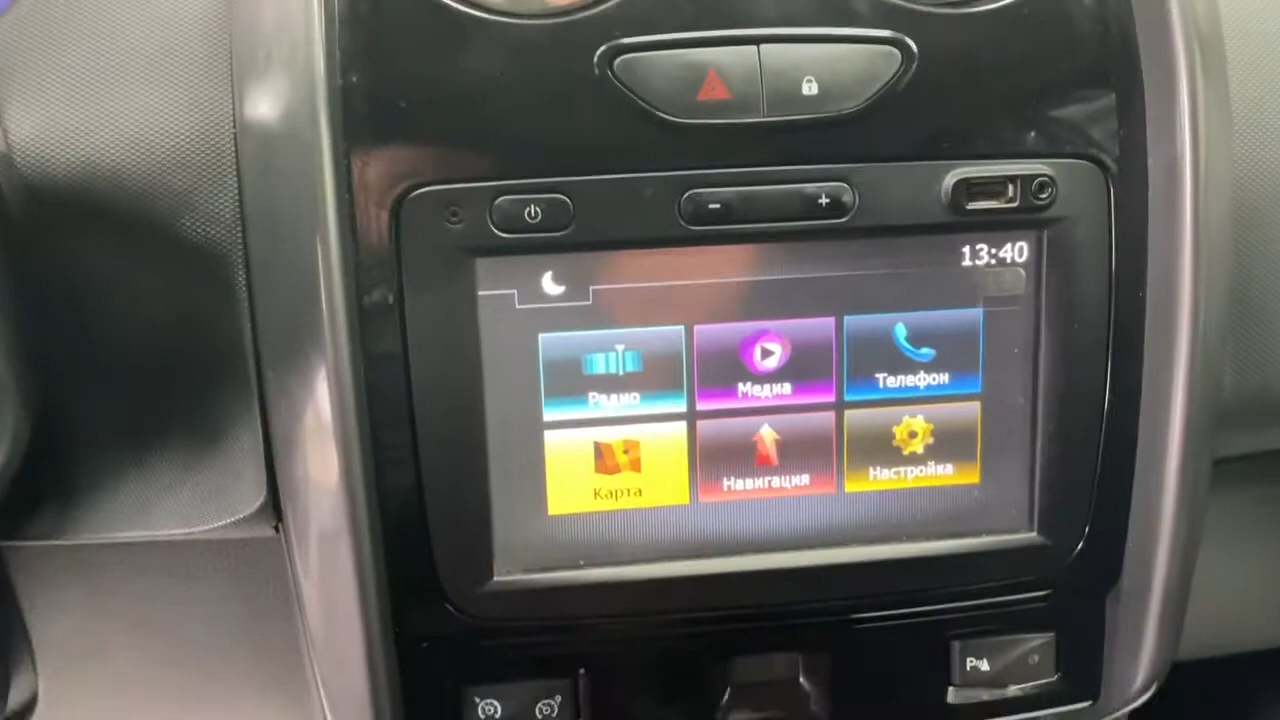 13:40
Радио
Медиа
Телефон
Карта
Навигация
Настройка
P